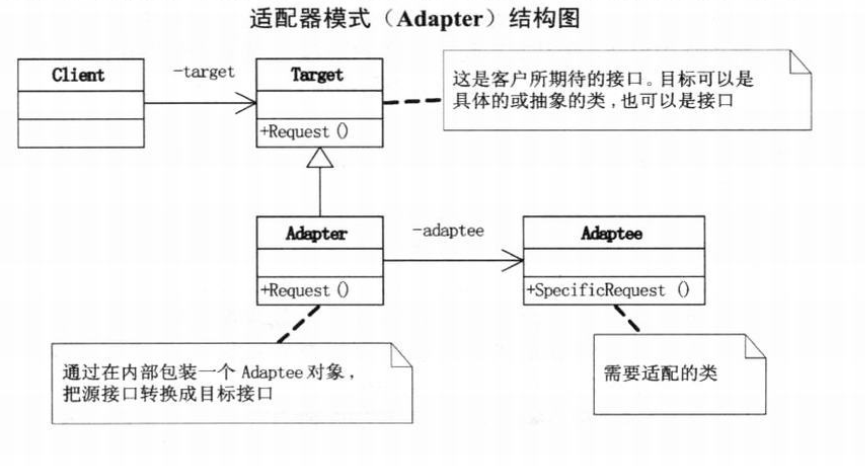 适配器模式（Adapter）结构图
Client
-target
Target
+Request ()
这是客户所期待的接口。目标可以是
具体的或抽象的类，也可以是接口
Adapter
+Request ()
-adaptee
Adaptee
+SpecificRequest ()
通过在内部包装一个 Adaptee 对象，
把源接口转换成目标接口
需要适配的类